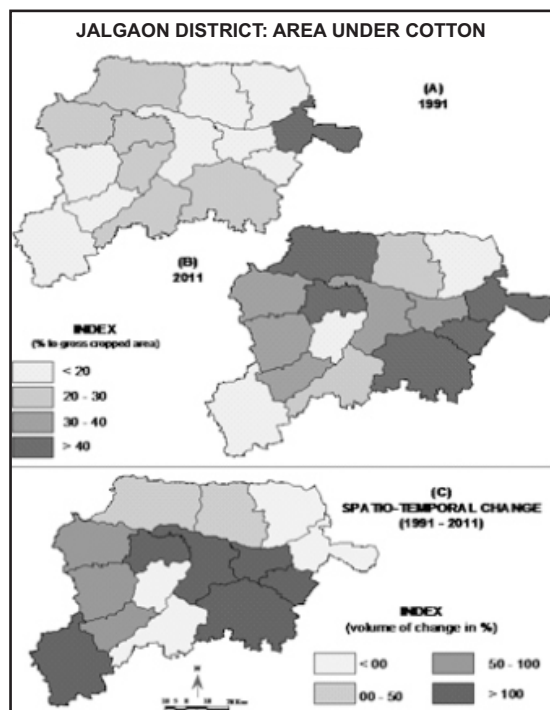 JALGAON DISTRICT: AREA UNDER COTTON
(A)
1991
(B)
2011
INDEX
(% to gross cropped area)
< 20
20 - 30
30 - 40
> 40
(C)
SPATIO-TEMPORAL CHANGE
(1991 - 2011)
INDEX
(volume of change in %)
< 00
50 - 100
00 - 50
> 100
N